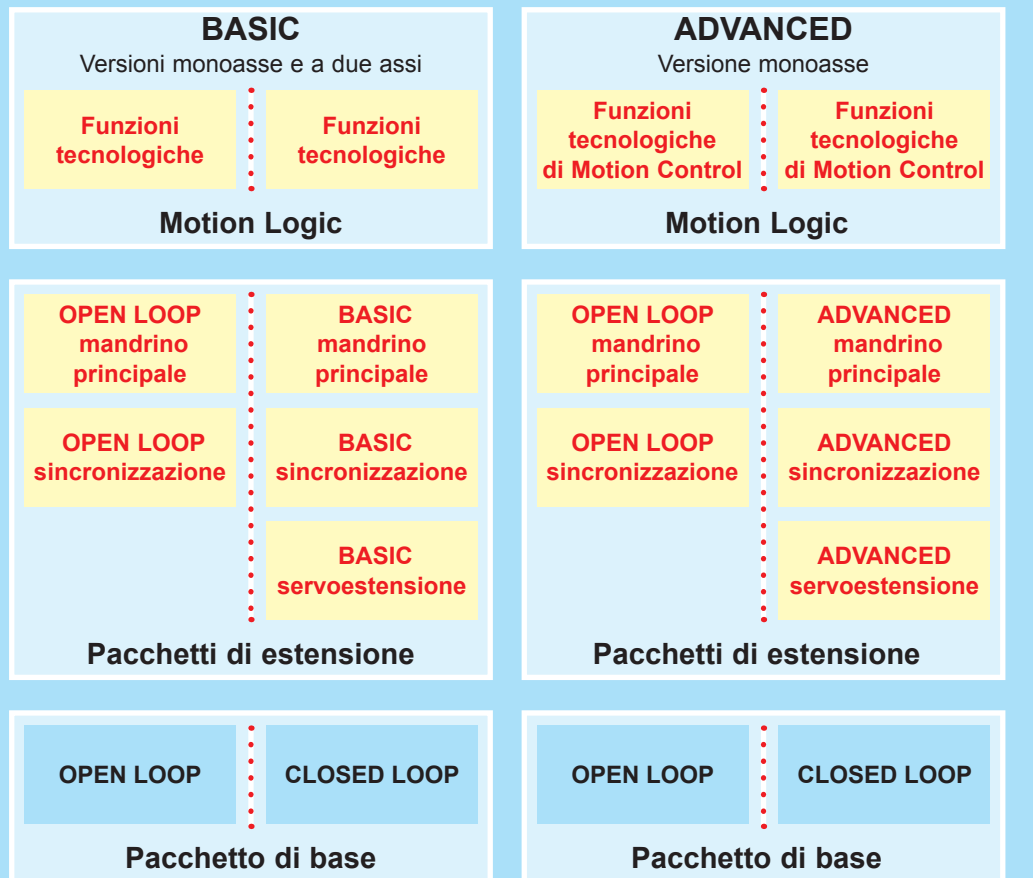 BASIC
Versioni monoasse e a due assi
Funzioni
tecnologiche
Funzioni
tecnologiche
Motion Logic
OPEN LOOP
mandrino
principale
BASIC
mandrino
principale
OPEN LOOP
sincronizzazione
BASIC
sincronizzazione
BASIC
servoestensione
Pacchetti di estensione
OPEN LOOP
CLOSED LOOP
Pacchetto di base
ADVANCED
Versione monoasse
Funzioni
tecnologiche
di Motion Control
Funzioni
tecnologiche
di Motion Control
Motion Logic
OPEN LOOP
mandrino
principale
ADVANCED
mandrino
principale
OPEN LOOP
sincronizzazione
ADVANCED
sincronizzazione
ADVANCED
servoestensione
Pacchetti di estensione
OPEN LOOP
CLOSED LOOP
Pacchetto di base